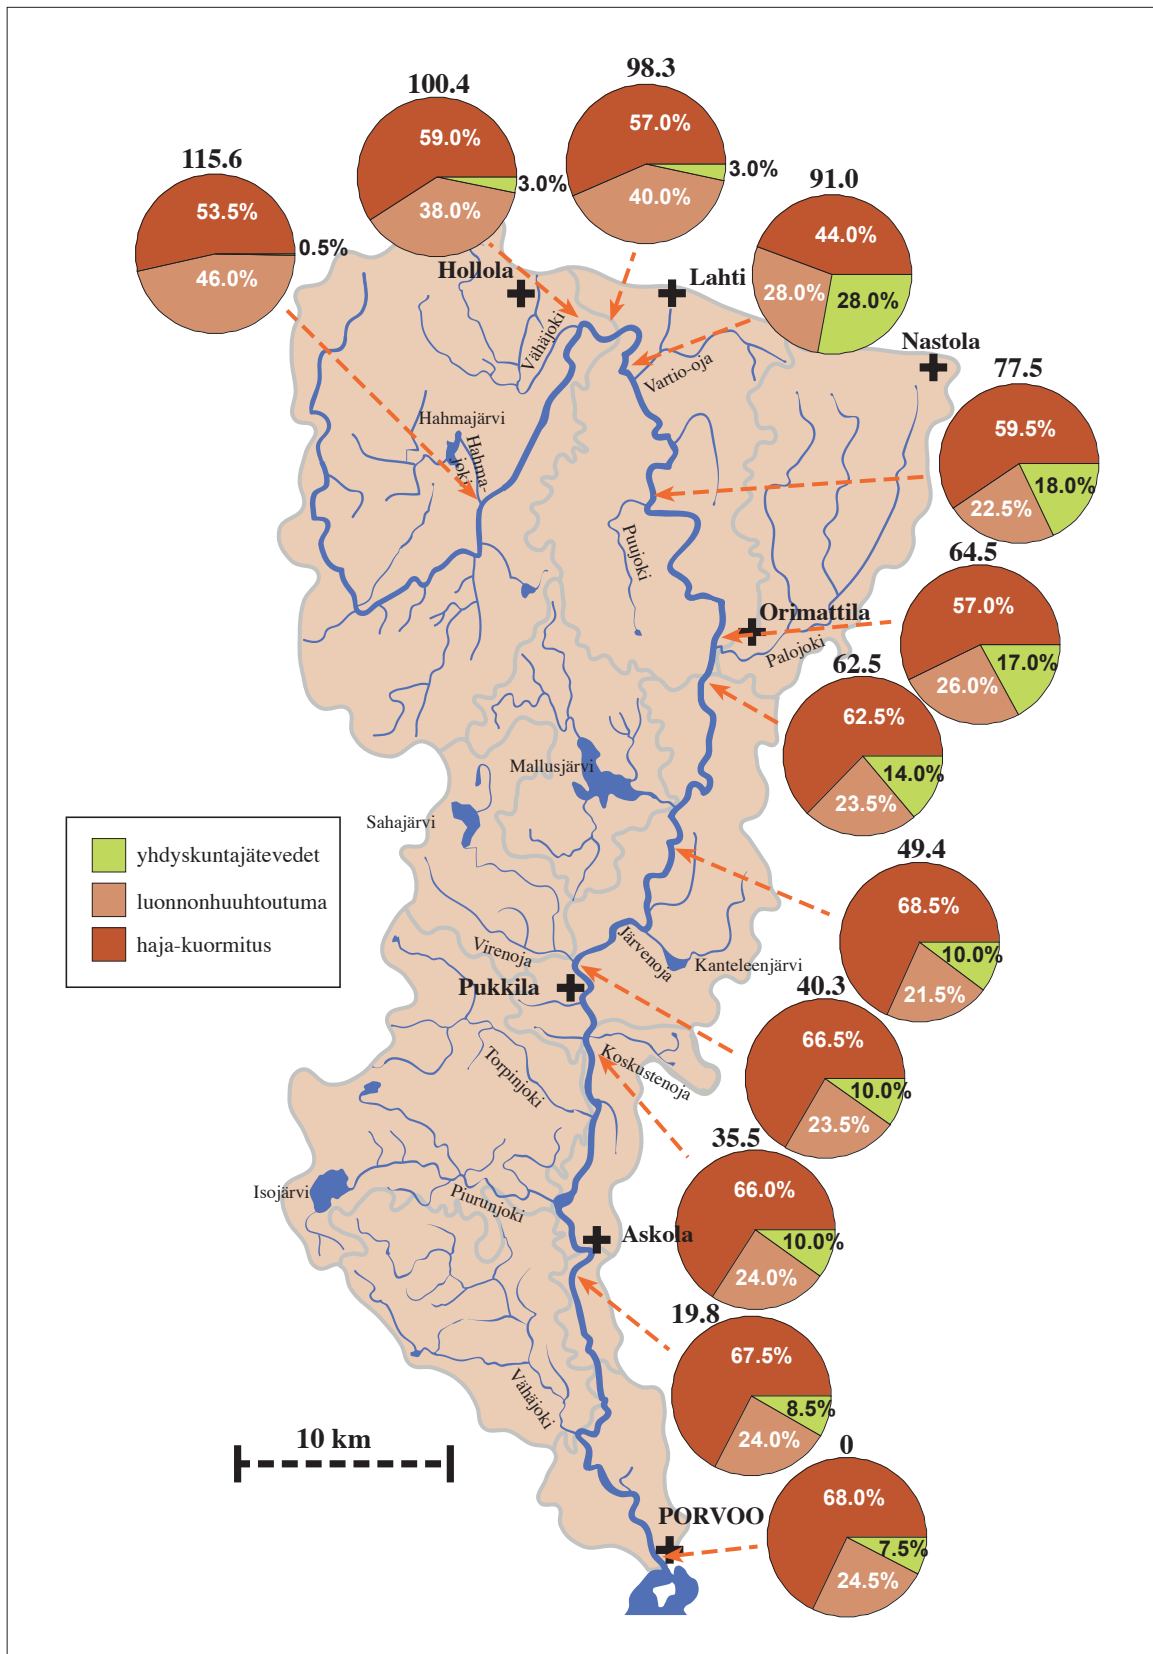 98.3
57.0%
3.0%
40.0%
100.4
59.0%
3.0%
38.0%
115.6
53.5%
0.5%
46.0%
91.0
44.0%
28.0%
28.0%
Hollola
Lahti
Nastola
Vähäjoki
Vartio-oja
77.5
59.5%
18.0%
22.5%
Hahmajärvi
Hahma-
joki
Puujoki
64.5
57.0%
17.0%
26.0%
Orimattila
Palojoki
62.5
62.5%
14.0%
23.5%
Mallusjärvi
Sahajärvi
yhdyskuntajätevedet
luonnonhuuhtoutuma
haja-kuormitus
49.4
68.5%
10.0%
21.5%
Virenoja
Järvenoja
Kanteleenjärvi
Pukkila
40.3
66.5%
10.0%
23.5%
Torpinjoki
Koskustenoja
35.5
66.0%
10.0%
24.0%
Isojärvi
Piurunjoki
Askola
19.8
67.5%
8.5%
24.0%
Vähäjoki
10 km
0
68.0%
7.5%
24.5%
PORVOO